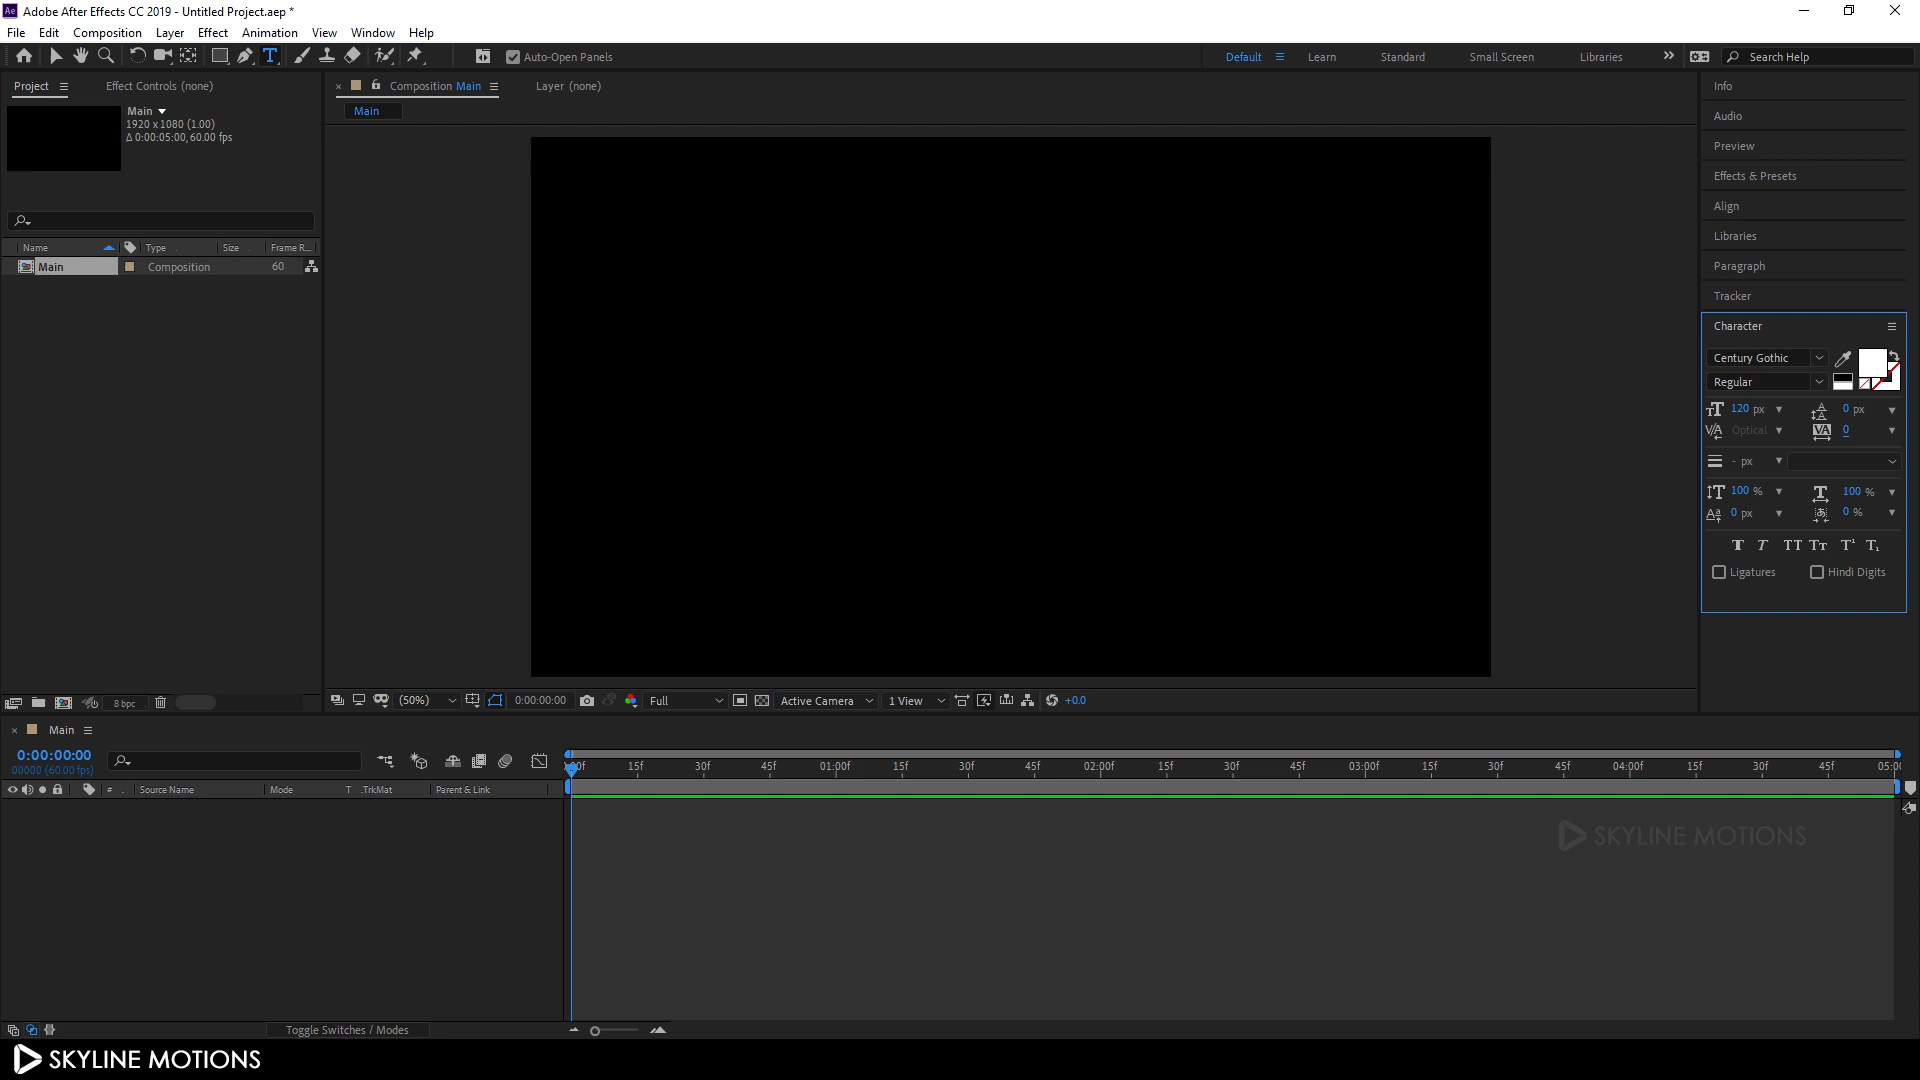 Adobe After Effects CC 2019 - Untitled Project.aep *
File Edit Composition Layer Effect Animation View Window Help
Auto-Open Panels Default Learn Standard Small Screen Libraries Search Help
Project Effect Controls (none)
Main
1920 x 1080 (1.00)
Δ 0:00:05:00, 60.00 fps
Name Type Size Frame R...
Main Composition 60
8 bpc
Composition Main Layer (none)
Main
(50%) 0:00:00:00 Full Active Camera 1 View +0.0
Info
Audio
Preview
Effects & Presets
Align
Libraries
Paragraph
Tracker
Character
Century Gothic
Regular
120 px 0 px
Optical 0
- px
100 % 100 %
0 px 0 %
Ligatures Hindi Digits
Main
0:00:00:00
00000 (60.00 fps)
15f 30f 45f 01:00f 15f 30f 45f 02:00f 15f 30f 45f 03:00f 15f 30f 45f 04:00f 15f 30f 45f
# Source Name Mode T .TrkMat Parent & Link
SKYLINE MOTIONS
Toggle Switches / Modes
SKYLINE MOTIONS